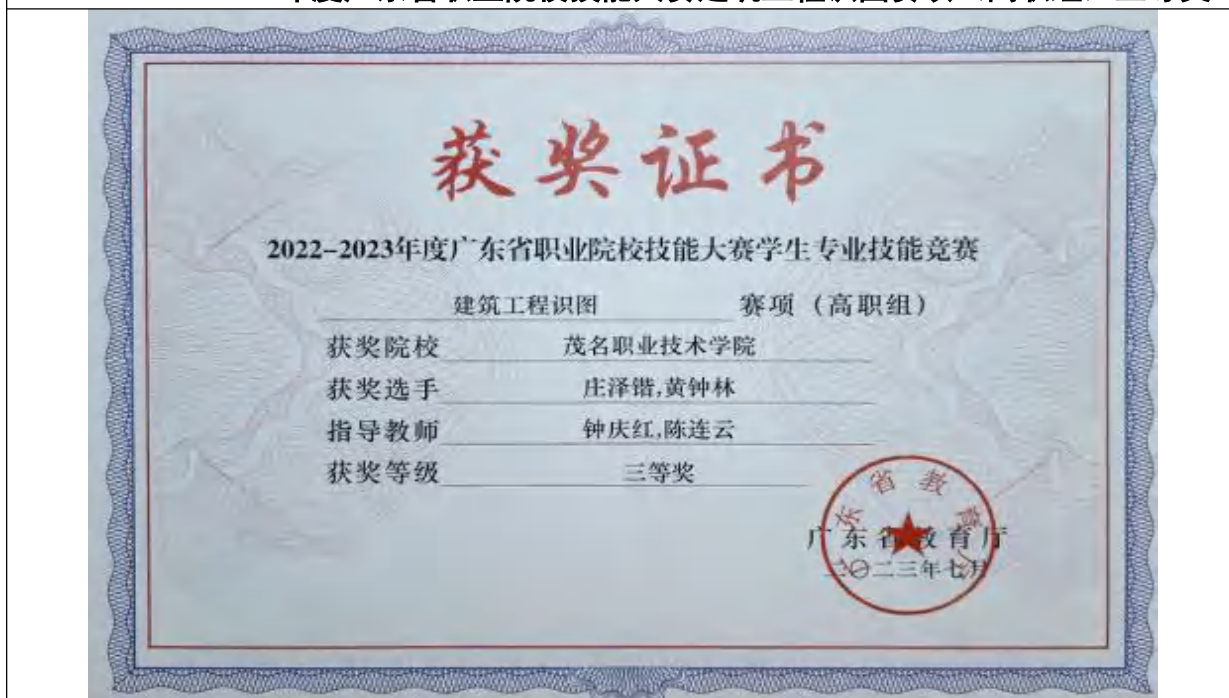 获奖证书
2022-2023年度广东省职业院校技能大赛学生专业技能竞赛
建筑工程识图 赛项（高职组）
获奖院校 茂名职业技术学院
获奖选手 庄泽锴,黄钟林
指导教师 钟庆红,陈连云
获奖等级 三等奖
广东省教育厅
二〇二三年七月